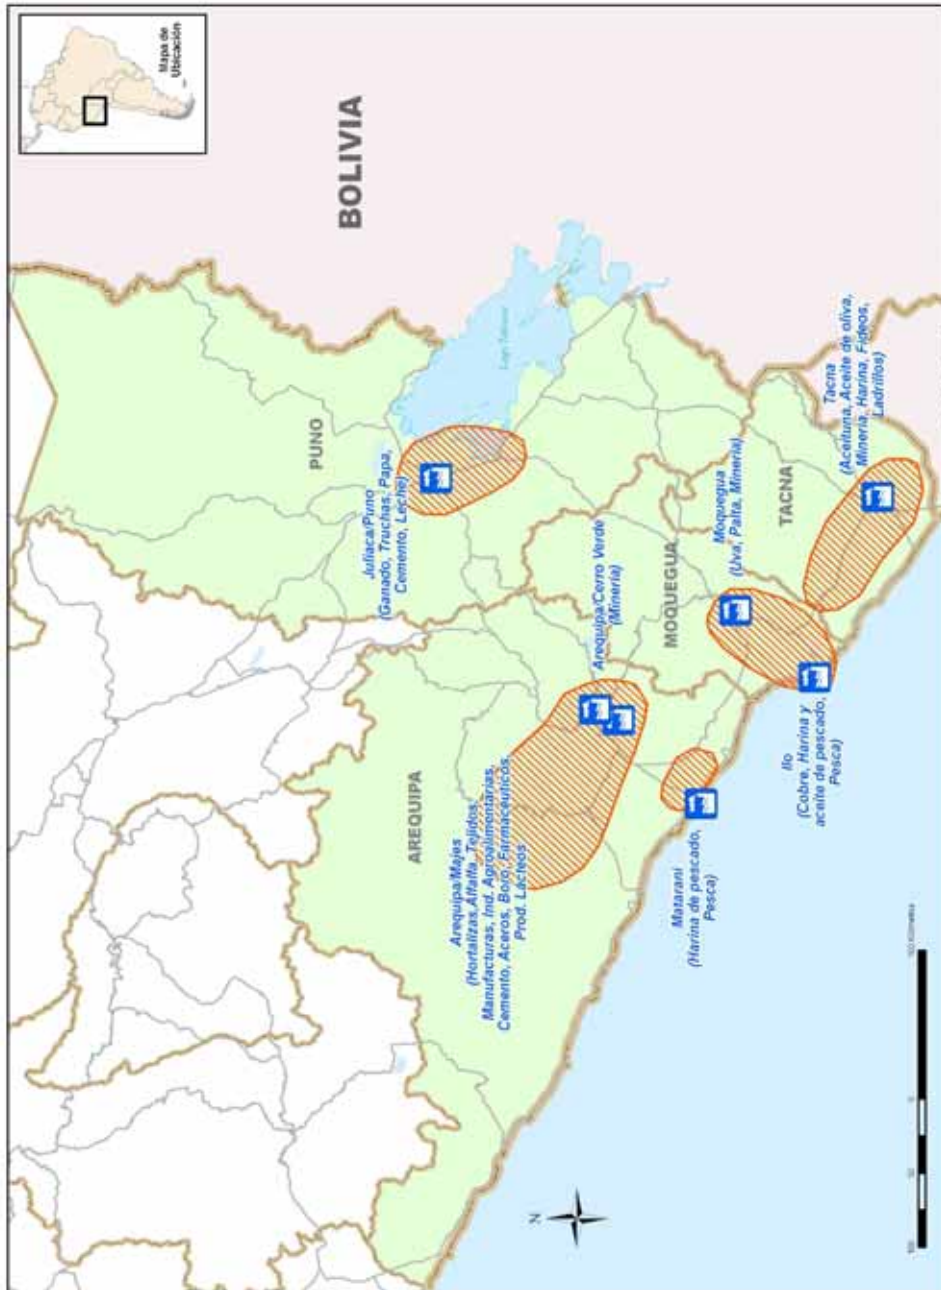 Mapa de
Ubicación
BOLIVIA
PUNO
Lago Titicaca
Juliaca/Puno
(Ganado, Truchas, Papa,
Cemento, Leche)
AREQUIPA
Arequipa/Majes
(Hortalizas,Alfalfa,Tejidos,
Manufacturas, Ind. Agroalimentarias,
Cemento, Aceros, Boro, Farmacéuticos,
Prod. Lácteos
Arequipa/Cerro Verde
(Minería)
MOQUEGUA
Moquegua
(Uva, Palta, Minería)
TACNA
Tacna
(Aceituna, Aceite de oliva,
Minería, Harina, Fideos,
Ladrillos)
Matarani
(Harina de pescado,
Pesca)
Ilo
(Cobre, Harina y
aceite de pescado,
Pesca)
N